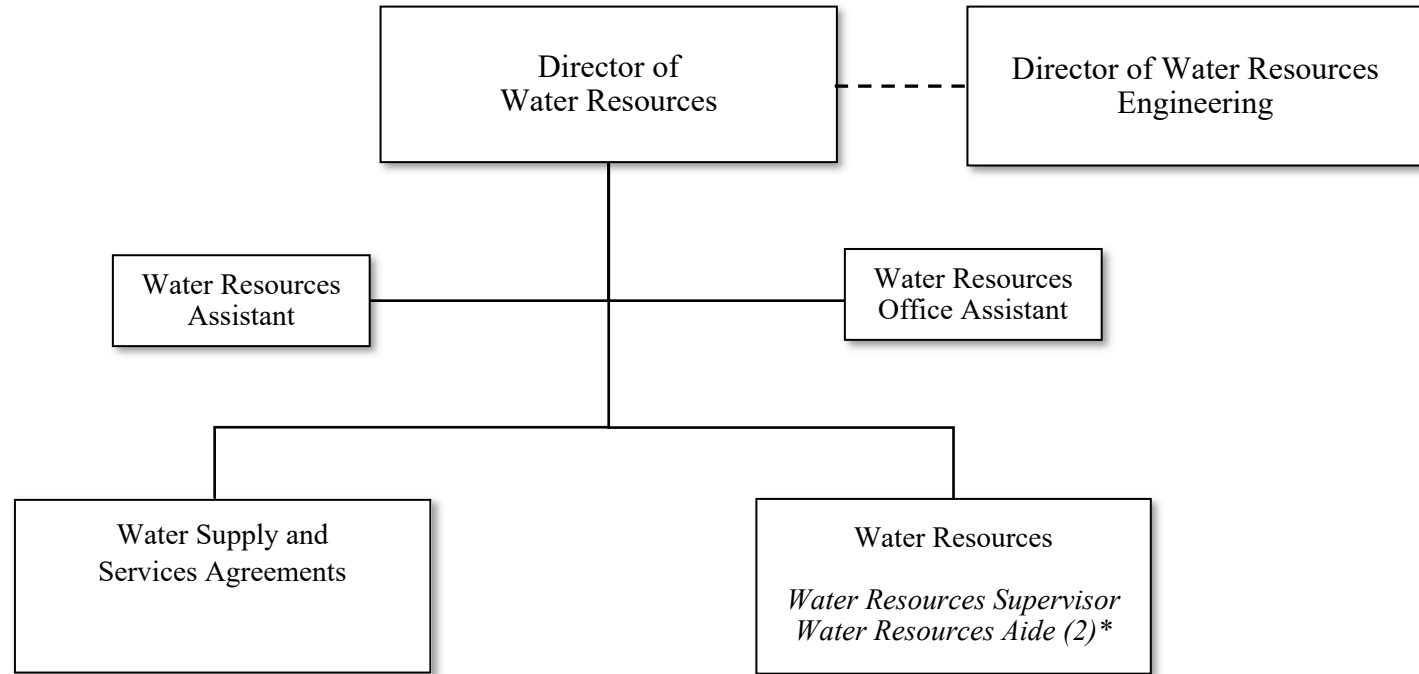 Director of
Water Resources
Director of Water Resources
Engineering
Water Resources
Assistant
Water Resources
Office Assistant
Water Supply and
Services Agreements
Water Resources
Water Resources Supervisor
Water Resources Aide (2)*